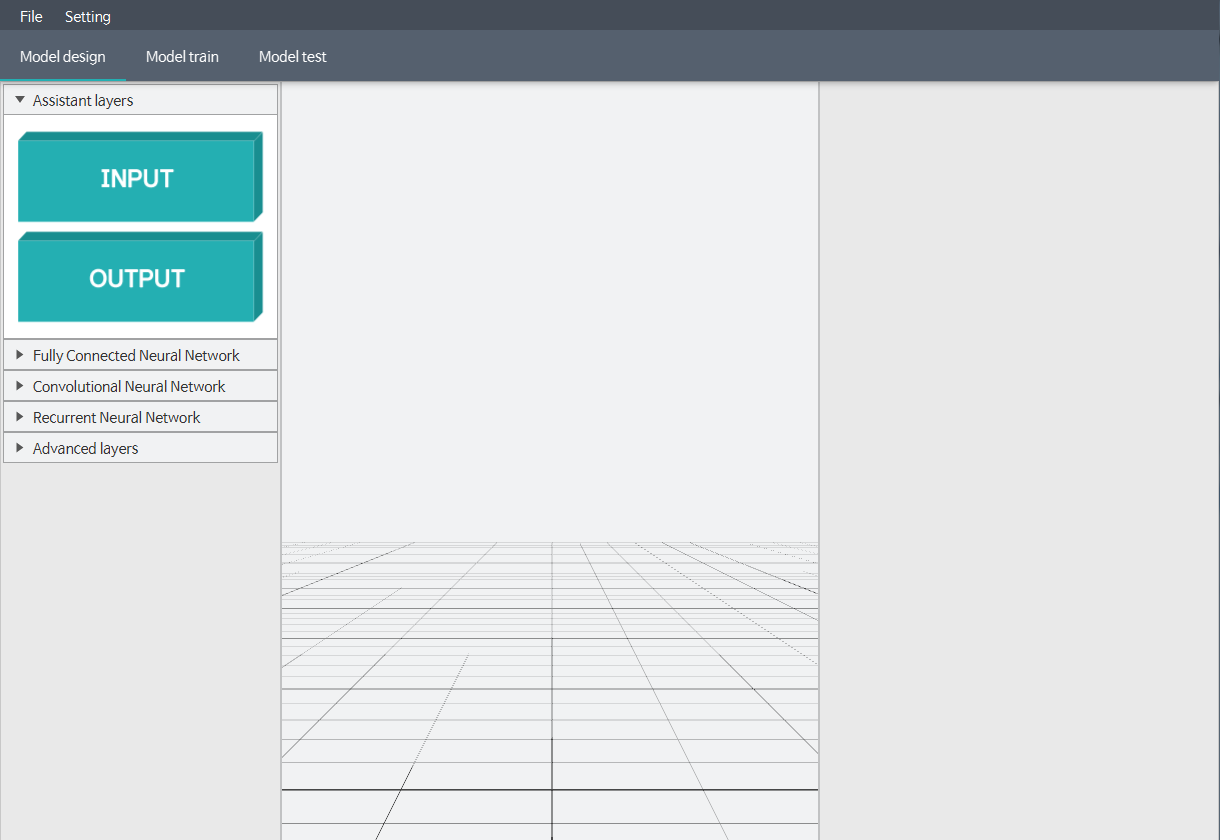 File Setting
Model design Model train Model test
Assistant layers
INPUT
OUTPUT
Fully Connected Neural Network
Convolutional Neural Network
Recurrent Neural Network
Advanced layers